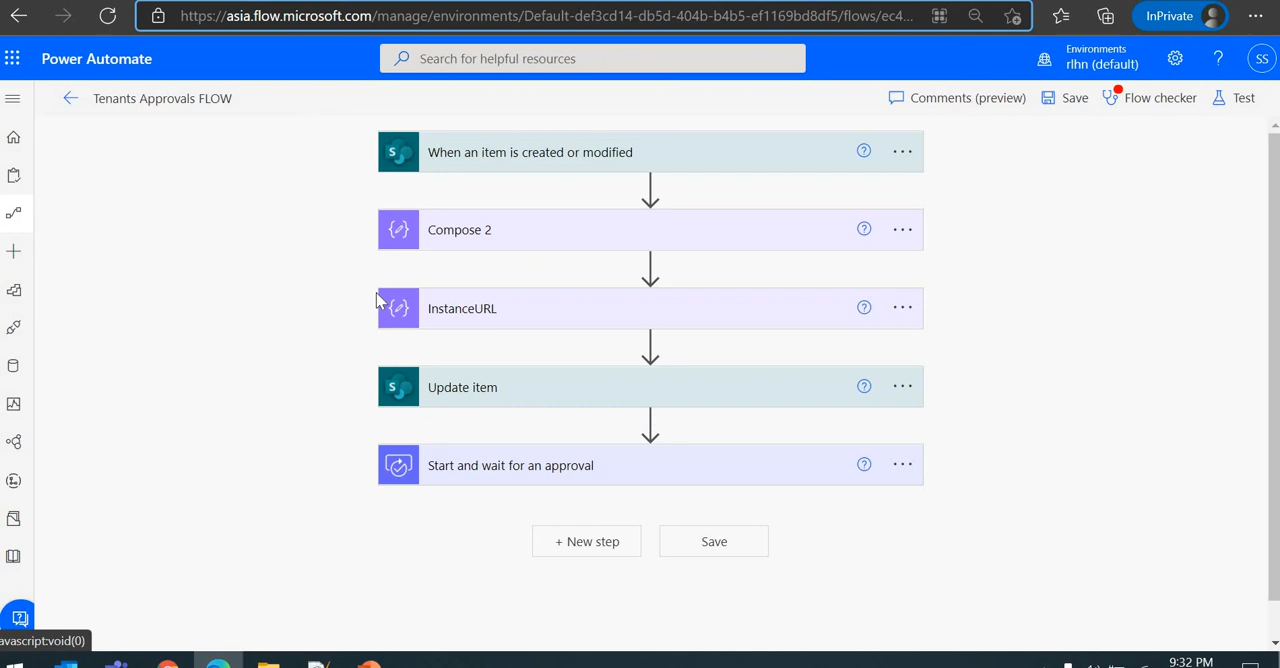 https://asia.flow.microsoft.com/manage/environments/Default-def3cd14-db5d-404b-b4b5-ef1169bd8df5/flows/ec4...
InPrivate
Power Automate
Search for helpful resources
Environments
rlhn (default)
?
SS
Tenants Approvals FLOW
Comments (preview)
Save
Flow checker
Test
S
When an item is created or modified
Compose 2
InstanceURL
S
Update item
Start and wait for an approval
+ New step
Save
avascript:void(0)
9:32 PM